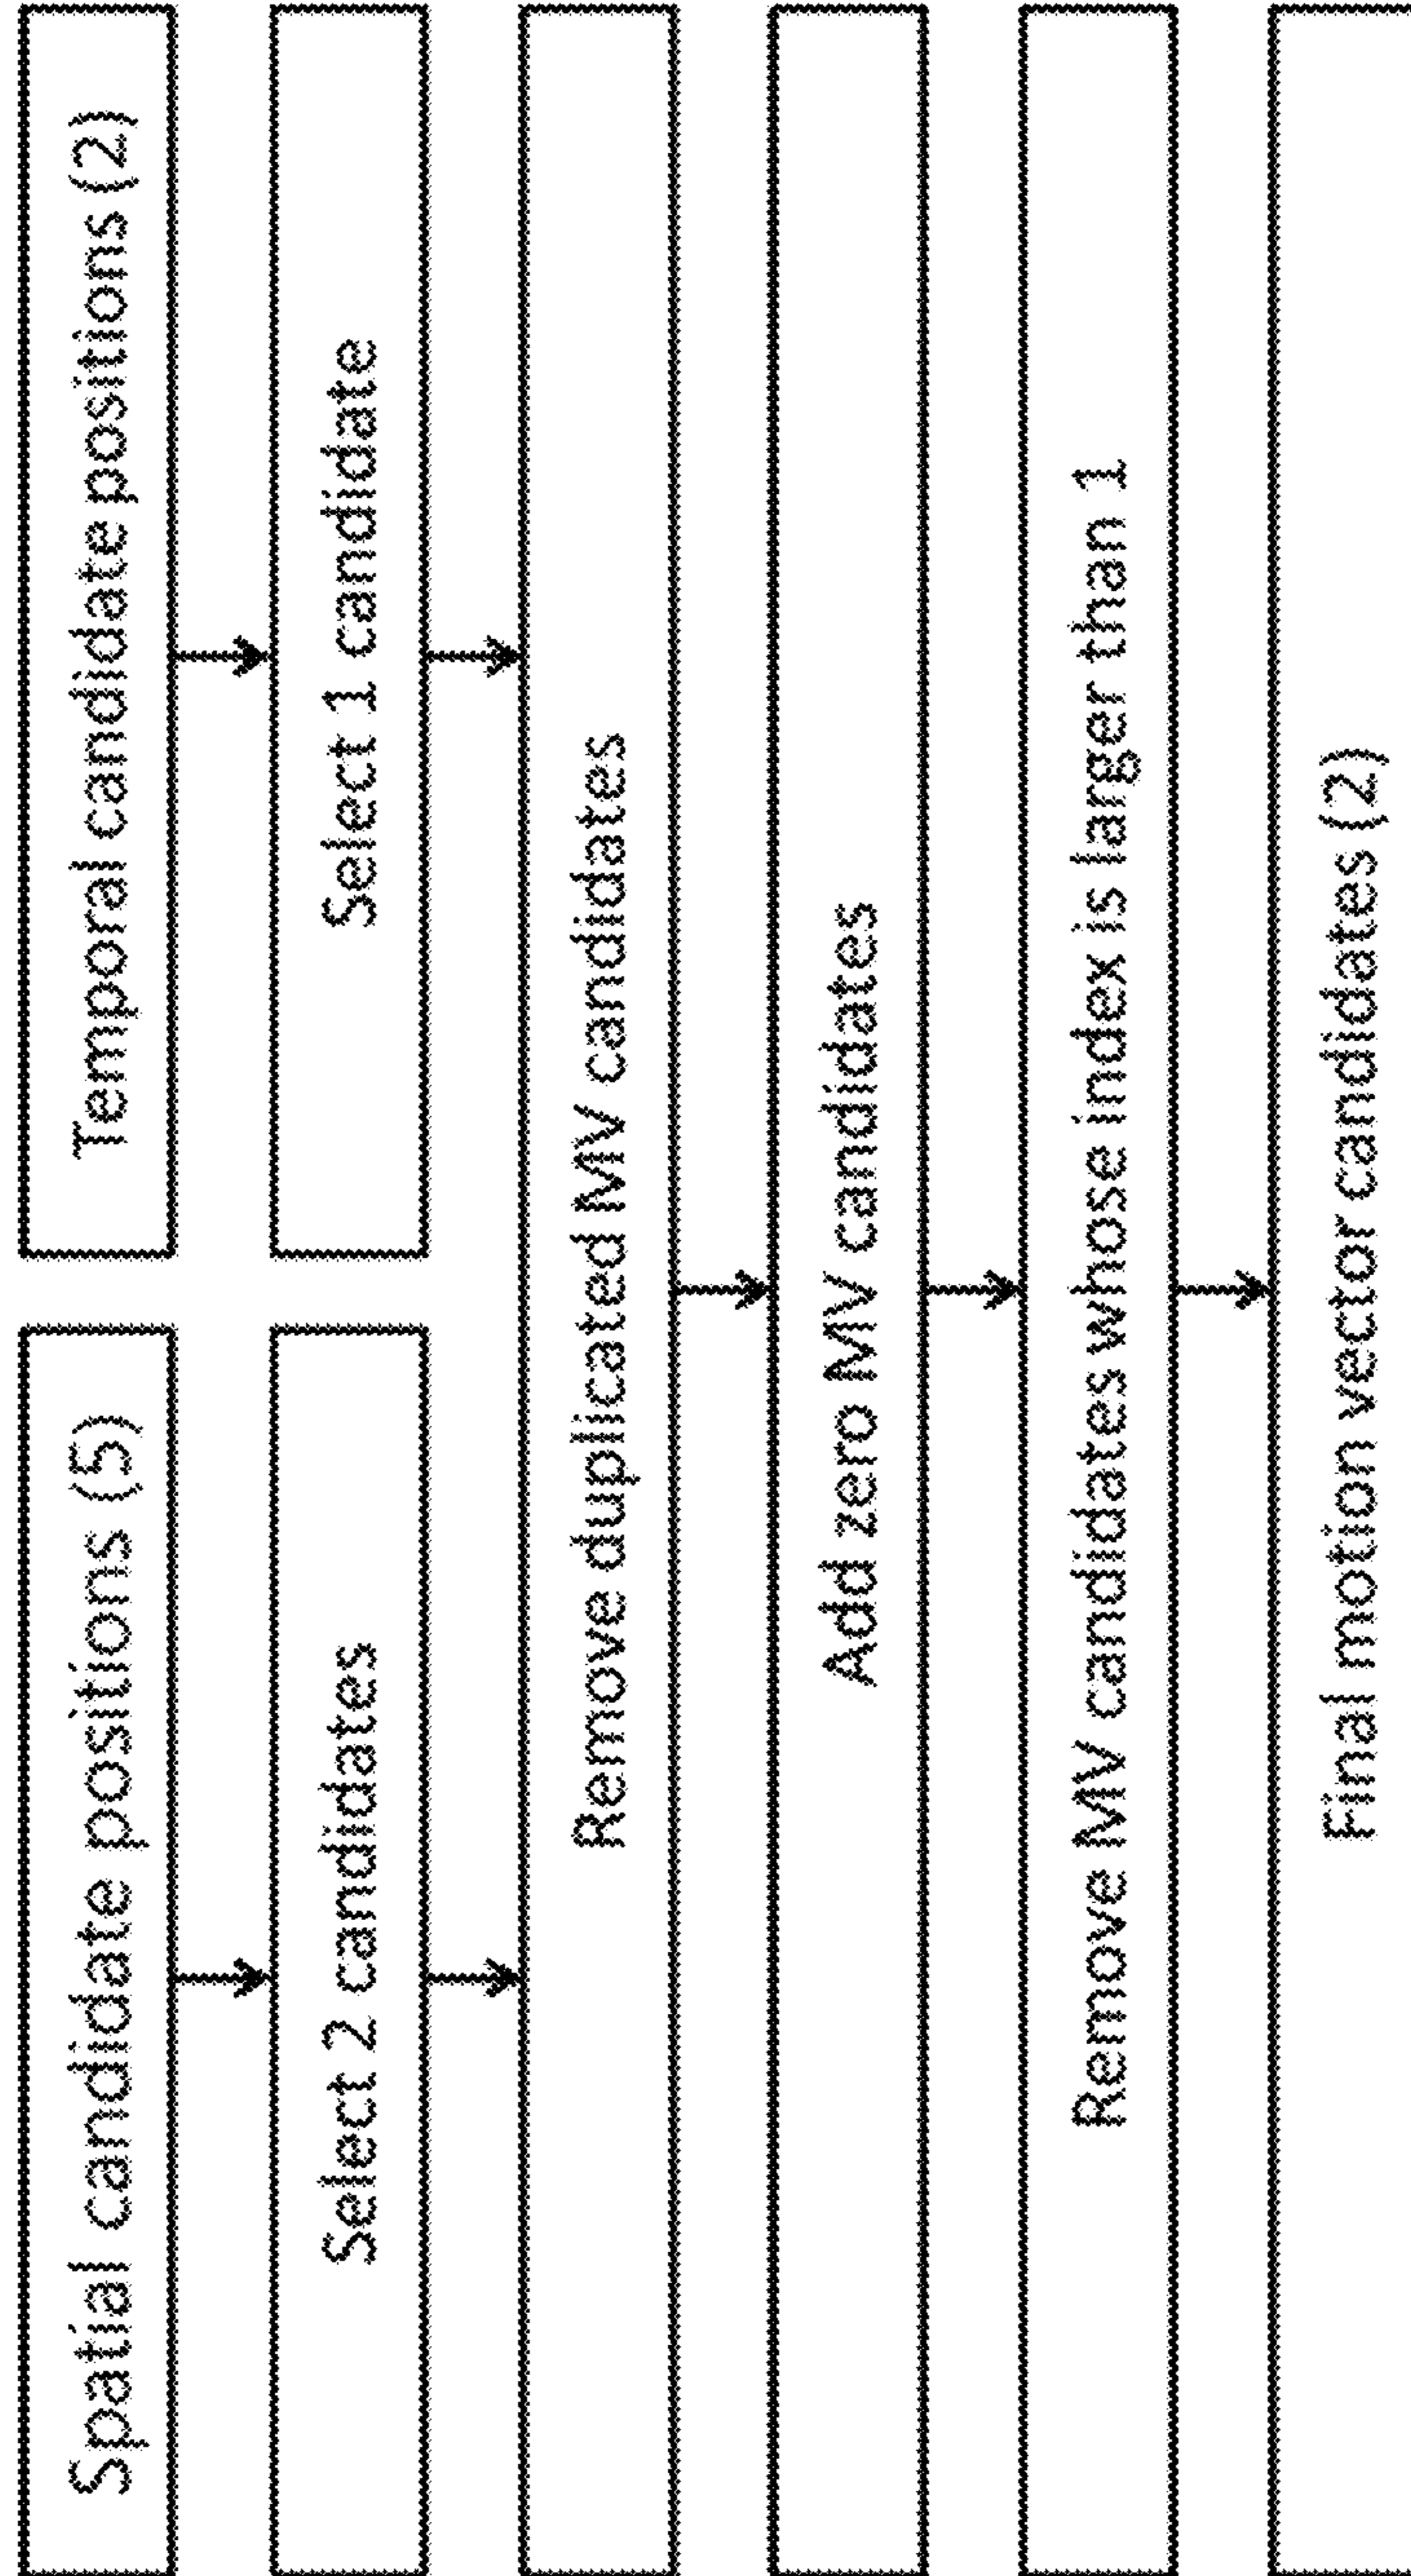 Spatial candidate positions (5)
Temporal candidate positions (2)
Select 2 candidates
Select 1 candidate
Remove duplicated MV candidates
Add zero MV candidates
Remove MV candidates whose index is larger than 1
Final motion vector candidates (2)